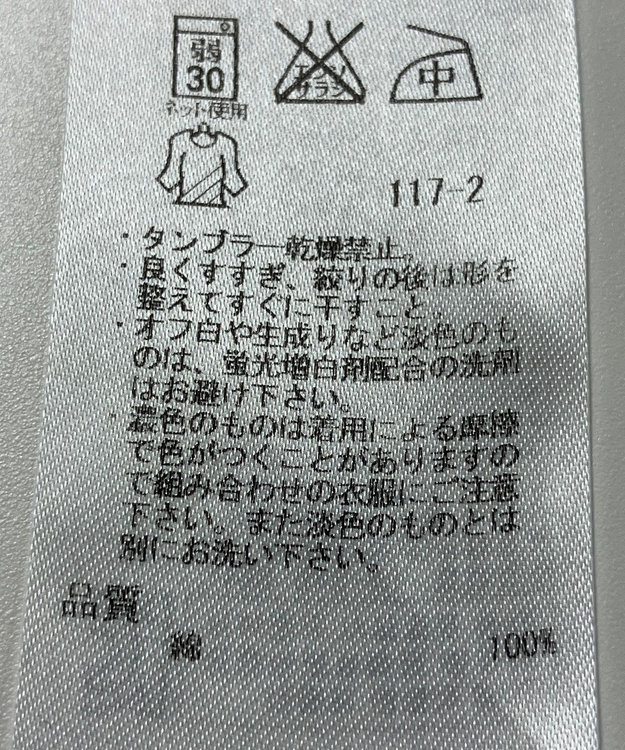 弱
30
エンソ
サラシ
中
ネット使用
117-2
・タンブラー乾燥禁止。
・良くすすぎ、絞りの後は形を
整えてすぐに干すこと。
・オフ白や生成りなど淡色のも
のは、蛍光増白剤配合の洗剤
はお避け下さい。
・濃色のものは着用による摩擦
で色がつくことがありますの
で組み合わせの衣服にご注意
下さい。また淡色のものとは
別にお洗い下さい。
品質
綿 100%